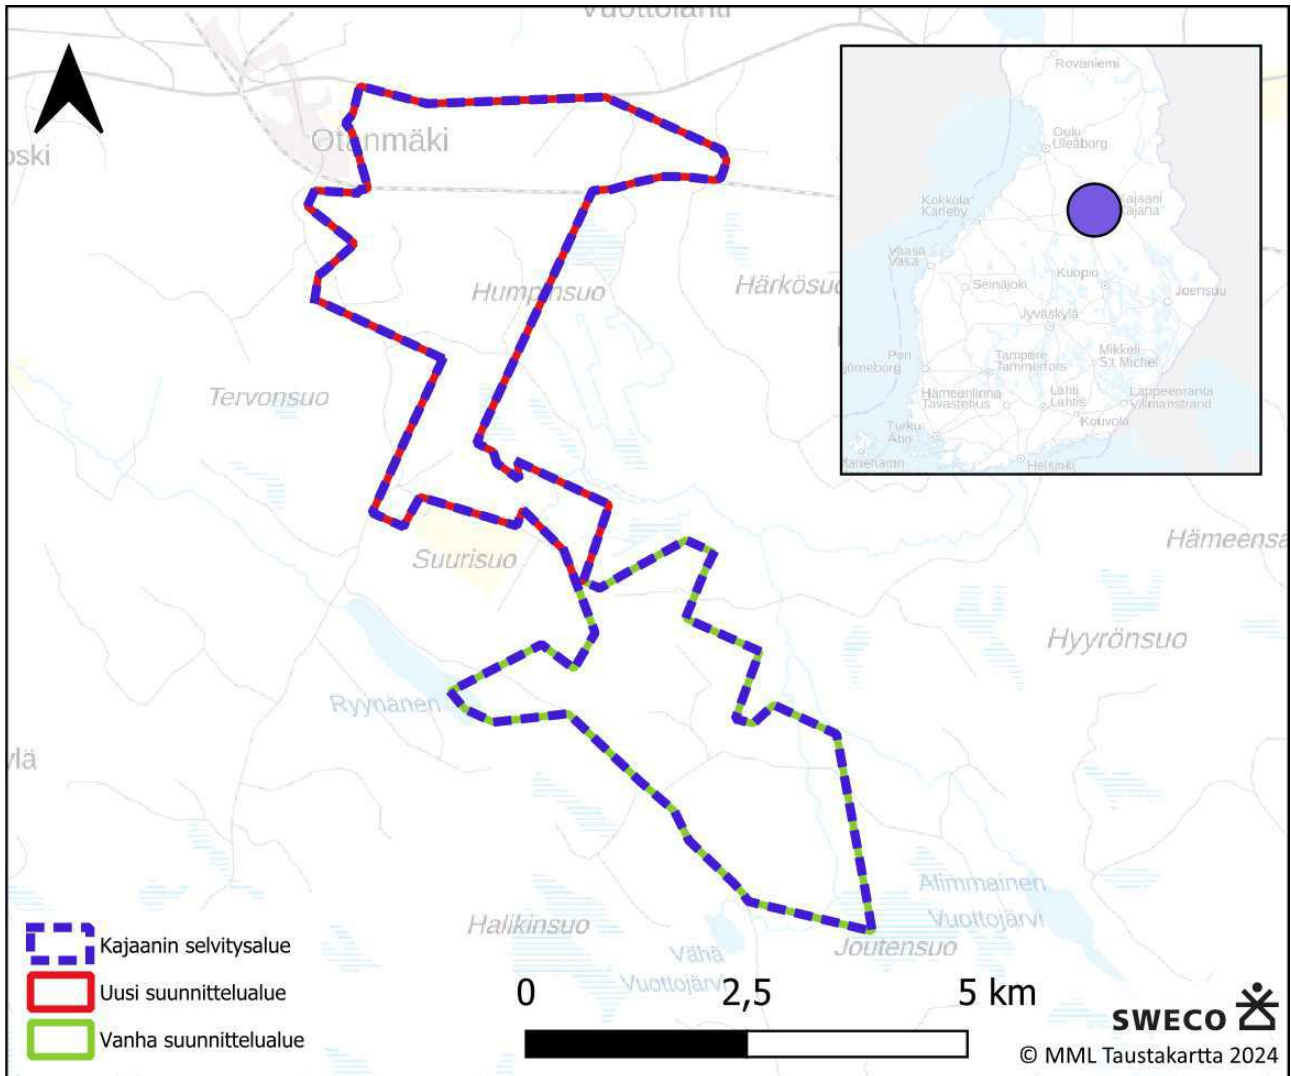 Vuottolahti
Otanmäki
oski
Humpinsuo
Härkösuo
Tervonsuo
Suurisuo
Hämeensa
Hyyrönsuo
Ryynänen
ylä
Alimmainen
Vuottojärvi
Halikinsuo
Joutensuo
Vähä
Vuottojärvi
Rovaniemi
Oulu
Uleåborg
Kajaani
Kajana
Kokkola
Karleby
Vaasa
Vasa
Kuopio
Seinäjoki
Joensuu
Jyväskylä
Pori
jörneborg
Tampere
Tammerfors
Mikkeli
S:t Michel
Hämeenlinna
Tavastehus
Lahti
Lahtis
Lappeenranta
Villmanstrand
Kouvola
Turku
Åbo
Helsinki
Kajaanin selvitysalue
Uusi suunnittelualue
Vanha suunnittelualue
0 2,5 5 km
SWECO
© MML Taustakartta 2024